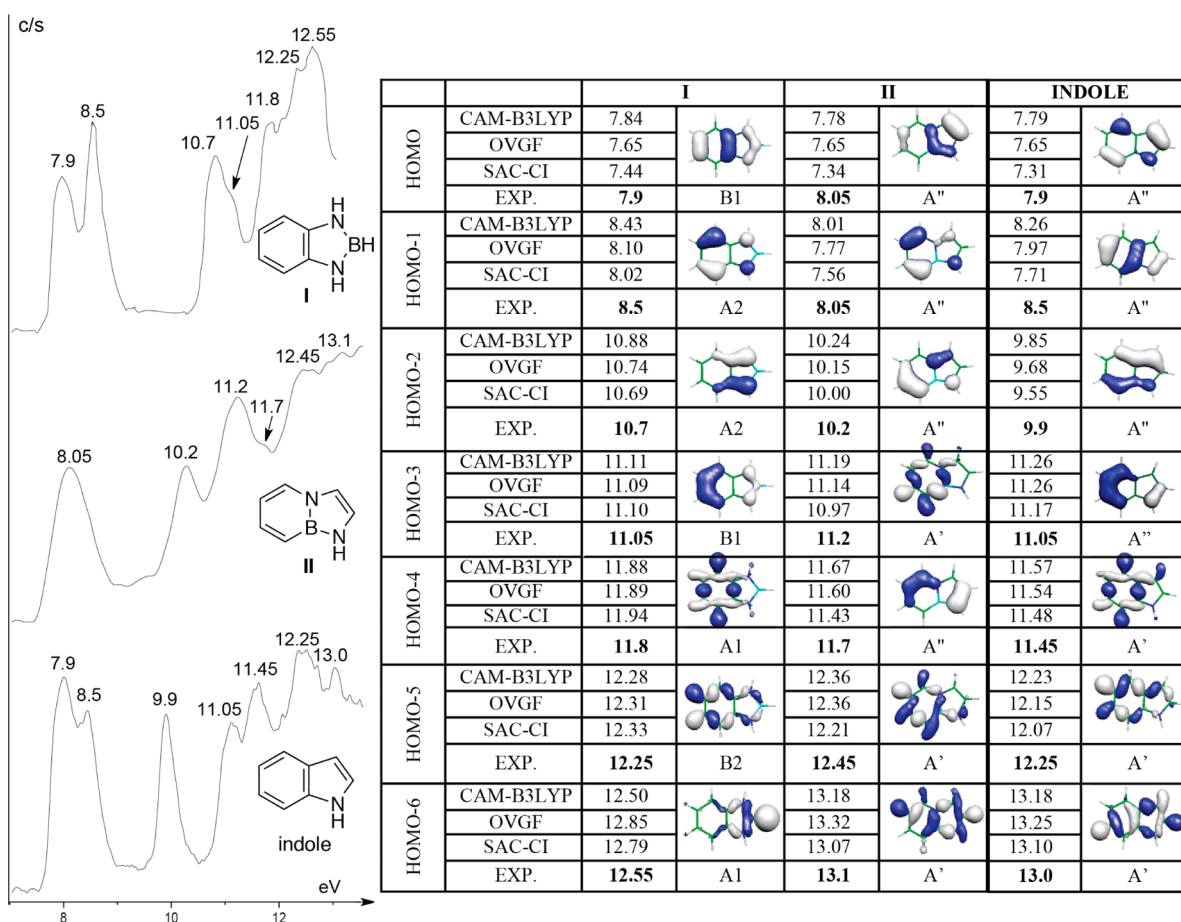 c/s
7.9
8.5
10.7
11.05
11.8
12.25
12.55
H
N
BH
N
H
I
8.05
10.2
11.2
11.7
12.45
13.1
N
B
NH
II
7.9
8.5
9.9
11.05
11.45
12.25
13.0
N
H
indole
eV
8 10 12
I II INDOLE
HOMO
CAM-B3LYP 7.84 7.78 7.79
OVGF 7.65 7.65 7.65
SAC-CI 7.44 7.34 7.31
EXP. 7.9 B1 8.05 A" 7.9 A"
HOMO-1
CAM-B3LYP 8.43 8.01 8.26
OVGF 8.10 7.77 7.97
SAC-CI 8.02 7.56 7.71
EXP. 8.5 A2 8.05 A" 8.5 A"
HOMO-2
CAM-B3LYP 10.88 10.24 9.85
OVGF 10.74 10.15 9.68
SAC-CI 10.69 10.00 9.55
EXP. 10.7 A2 10.2 A" 9.9 A"
HOMO-3
CAM-B3LYP 11.11 11.19 11.26
OVGF 11.09 11.14 11.26
SAC-CI 11.10 10.97 11.17
EXP. 11.05 B1 11.2 A’ 11.05 A”
HOMO-4
CAM-B3LYP 11.88 11.67 11.57
OVGF 11.89 11.60 11.54
SAC-CI 11.94 11.43 11.48
EXP. 11.8 A1 11.7 A" 11.45 A’
HOMO-5
CAM-B3LYP 12.28 12.36 12.23
OVGF 12.31 12.36 12.15
SAC-CI 12.33 12.21 12.07
EXP. 12.25 B2 12.45 A’ 12.25 A’
HOMO-6
CAM-B3LYP 12.50 13.18 13.18
OVGF 12.85 13.32 13.25
SAC-CI 12.79 13.07 13.10
EXP. 12.55 A1 13.1 A’ 13.0 A’